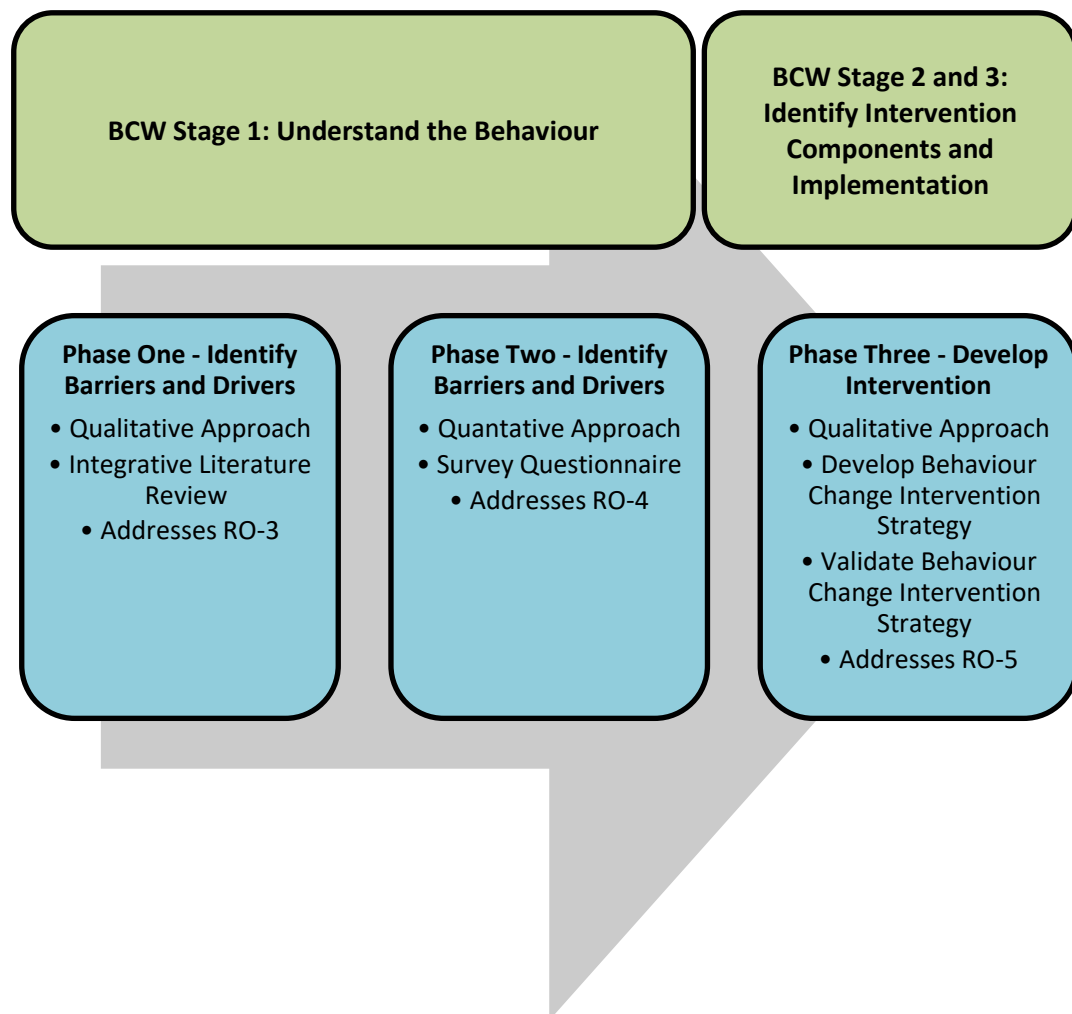 BCW Stage 1: Understand the Behaviour
BCW Stage 2 and 3:
Identify Intervention
Components and
Implementation
Phase One - Identify
Barriers and Drivers
• Qualitative Approach
• Integrative Literature
Review
• Addresses RO-3
Phase Two - Identify
Barriers and Drivers
• Quantative Approach
• Survey Questionnaire
• Addresses RO-4
Phase Three - Develop
Intervention
• Qualitative Approach
• Develop Behaviour
Change Intervention
Strategy
• Validate Behaviour
Change Intervention
Strategy
• Addresses RO-5